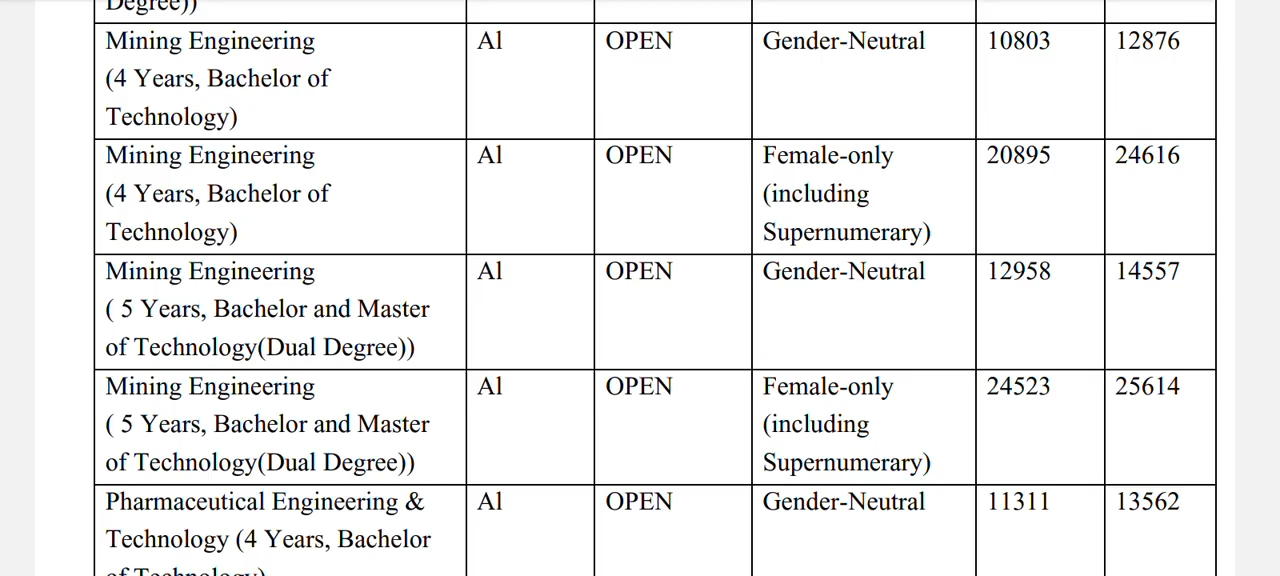 Degree))
Mining Engineering
(4 Years, Bachelor of
Technology)
AI
OPEN
Gender-Neutral
10803
12876
Mining Engineering
(4 Years, Bachelor of
Technology)
AI
OPEN
Female-only
(including
Supernumerary)
20895
24616
Mining Engineering
( 5 Years, Bachelor and Master
of Technology(Dual Degree))
AI
OPEN
Gender-Neutral
12958
14557
Mining Engineering
( 5 Years, Bachelor and Master
of Technology(Dual Degree))
AI
OPEN
Female-only
(including
Supernumerary)
24523
25614
Pharmaceutical Engineering &
Technology (4 Years, Bachelor
of Technology)
AI
OPEN
Gender-Neutral
11311
13562